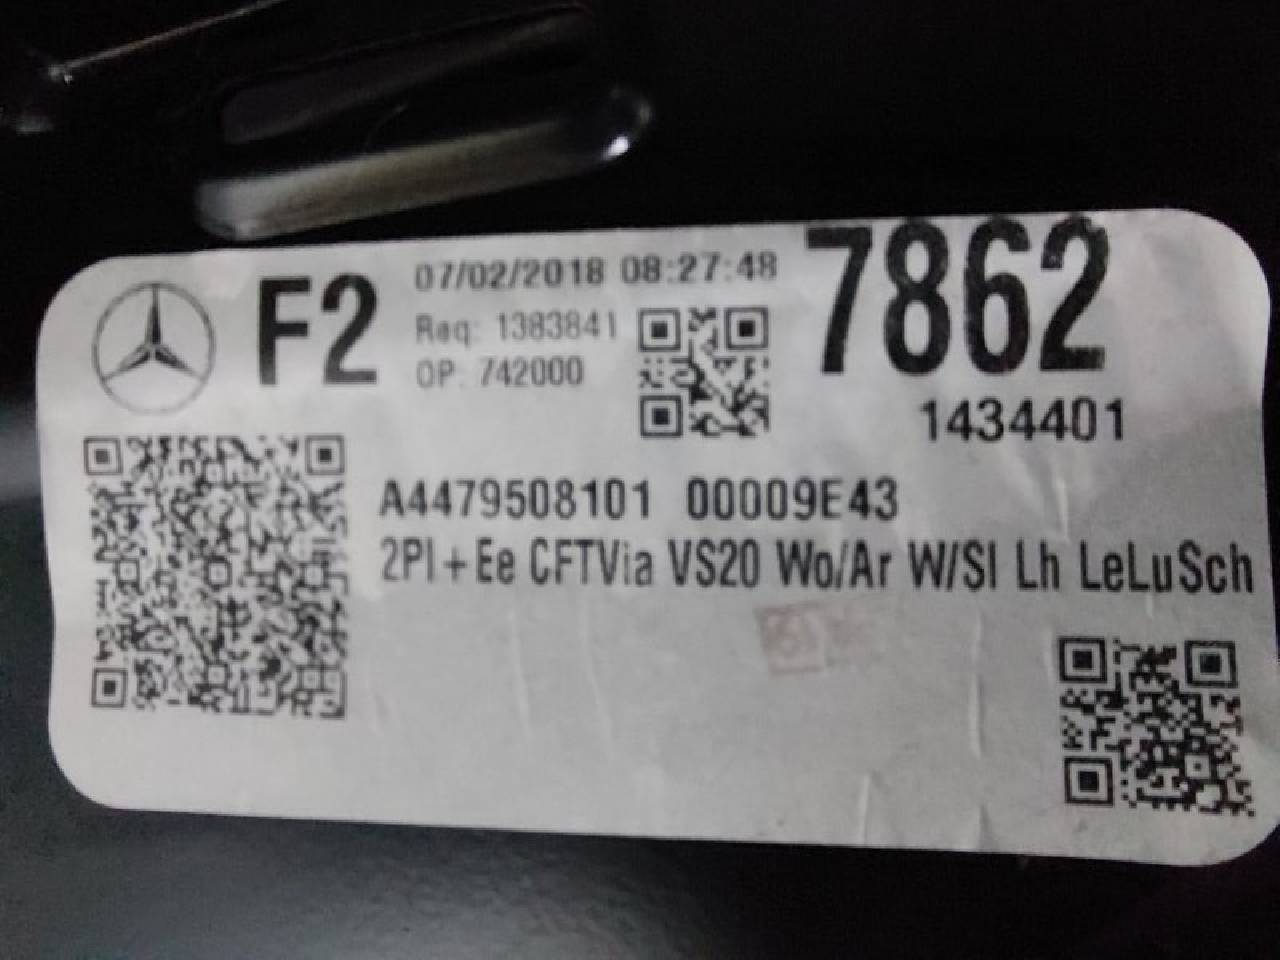 F2
07/02/2018 08:27:48
Req: 1383841
OP: 742000
7862
1434401
A4479508101 00009E43
2Pl+Ee CFTVia VS20 Wo/Ar W/Sl Lh LeLuSch